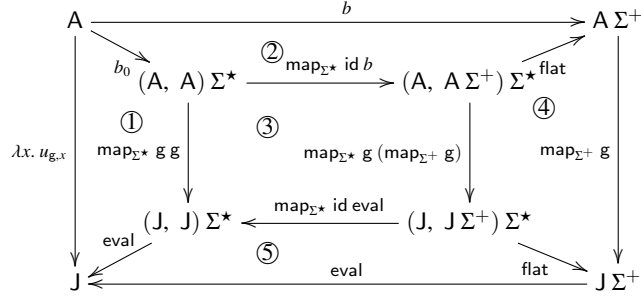 b
A A Σ⁺
②
b₀ (A, A) Σ* map_Σ* id b (A, A Σ⁺) Σ* flat
① ③ ④
λx. u_g,x map_Σ* g g map_Σ* g (map_Σ⁺ g) map_Σ⁺ g
(J, J) Σ* map_Σ* id eval (J, J Σ⁺) Σ*
eval ⑤ flat
J eval J Σ⁺